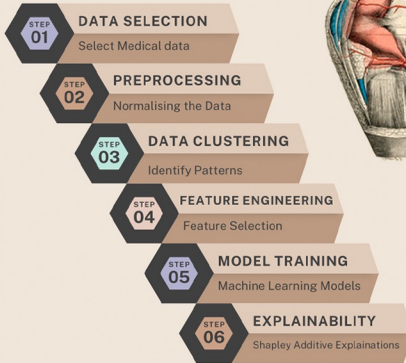 STEP
01
DATA SELECTION
Select Medical data
STEP
02
PREPROCESSING
Normalising the Data
STEP
03
DATA CLUSTERING
Identify Patterns
STEP
04
FEATURE ENGINEERING
Feature Selection
STEP
05
MODEL TRAINING
Machine Learning Models
STEP
06
EXPLAINABILITY
Shapley Additive Explainations